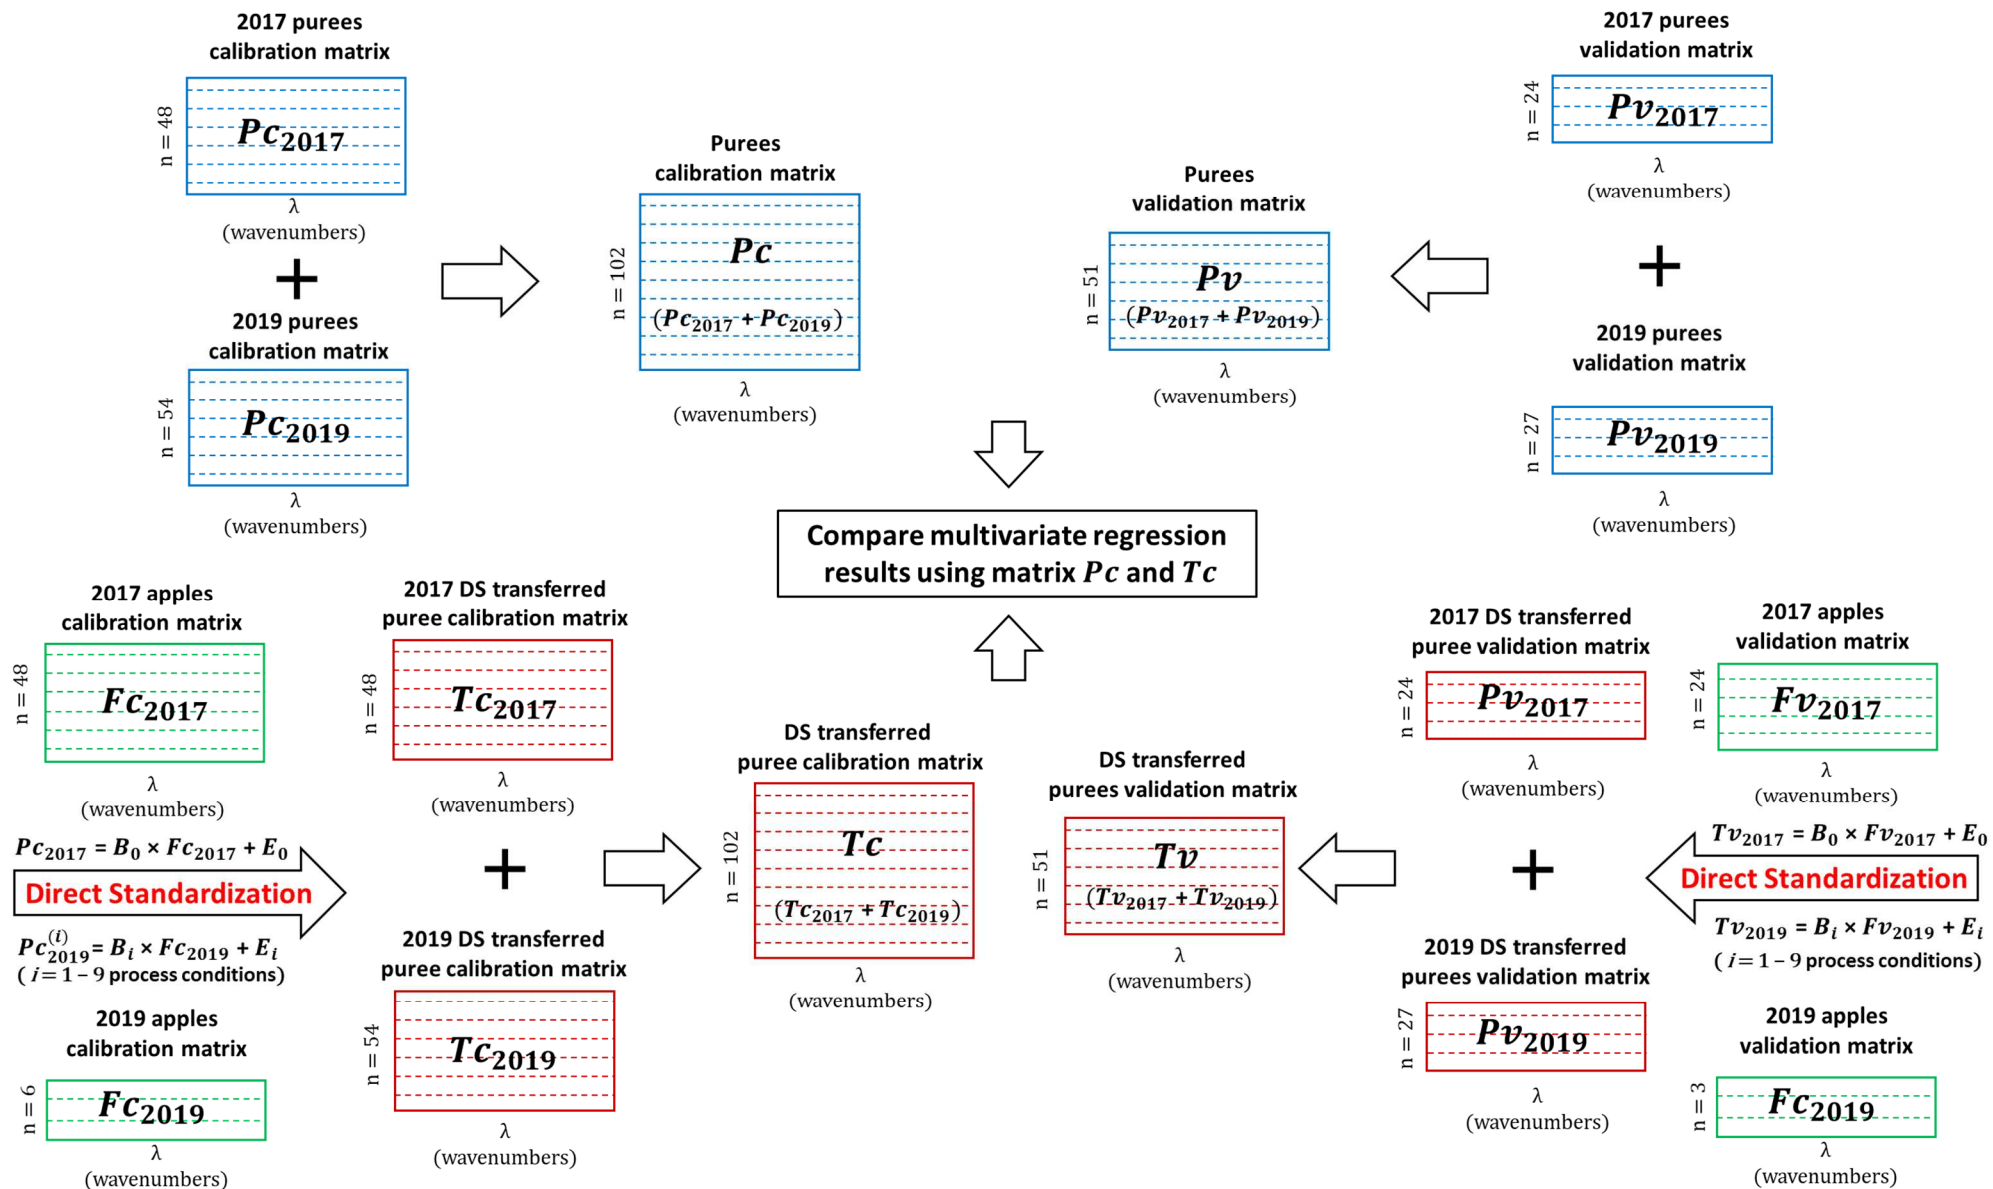 2017 purees
calibration matrix
n = 48
Pc2017
λ
(wavenumbers)
+
2019 purees
calibration matrix
n = 54
Pc2019
λ
(wavenumbers)
Purees
calibration matrix
n = 102
Pc
(Pc2017 + Pc2019)
λ
(wavenumbers)
Purees
validation matrix
n = 51
Pv
(Pv2017 + Pv2019)
λ
(wavenumbers)
2017 purees
validation matrix
n = 24
Pv2017
λ
(wavenumbers)
+
2019 purees
validation matrix
n = 27
Pv2019
λ
(wavenumbers)
Compare multivariate regression
results using matrix Pc and Tc
2017 apples
calibration matrix
n = 48
Fc2017
λ
(wavenumbers)
Pc2017 = B0 × Fc2017 + E0
Direct Standardization
Pc2019(i) = Bi × Fc2019 + Ei
( i = 1 – 9 process conditions)
2019 apples
calibration matrix
n = 6
Fc2019
λ
(wavenumbers)
2017 DS transferred
puree calibration matrix
n = 48
Tc2017
λ
(wavenumbers)
+
2019 DS transferred
puree calibration matrix
n = 54
Tc2019
λ
(wavenumbers)
DS transferred
puree calibration matrix
n = 102
Tc
(Tc2017 + Tc2019)
λ
(wavenumbers)
DS transferred
purees validation matrix
n = 51
Tv
(Tv2017 + Tv2019)
λ
(wavenumbers)
2017 DS transferred
puree validation matrix
n = 24
Pv2017
λ
(wavenumbers)
+
2019 DS transferred
purees validation matrix
n = 27
Pv2019
λ
(wavenumbers)
2017 apples
validation matrix
n = 24
Fv2017
λ
(wavenumbers)
Tv2017 = B0 × Fv2017 + E0
Direct Standardization
Tv2019 = Bi × Fv2019 + Ei
( i = 1 – 9 process conditions)
2019 apples
validation matrix
n = 3
Fc2019
λ
(wavenumbers)